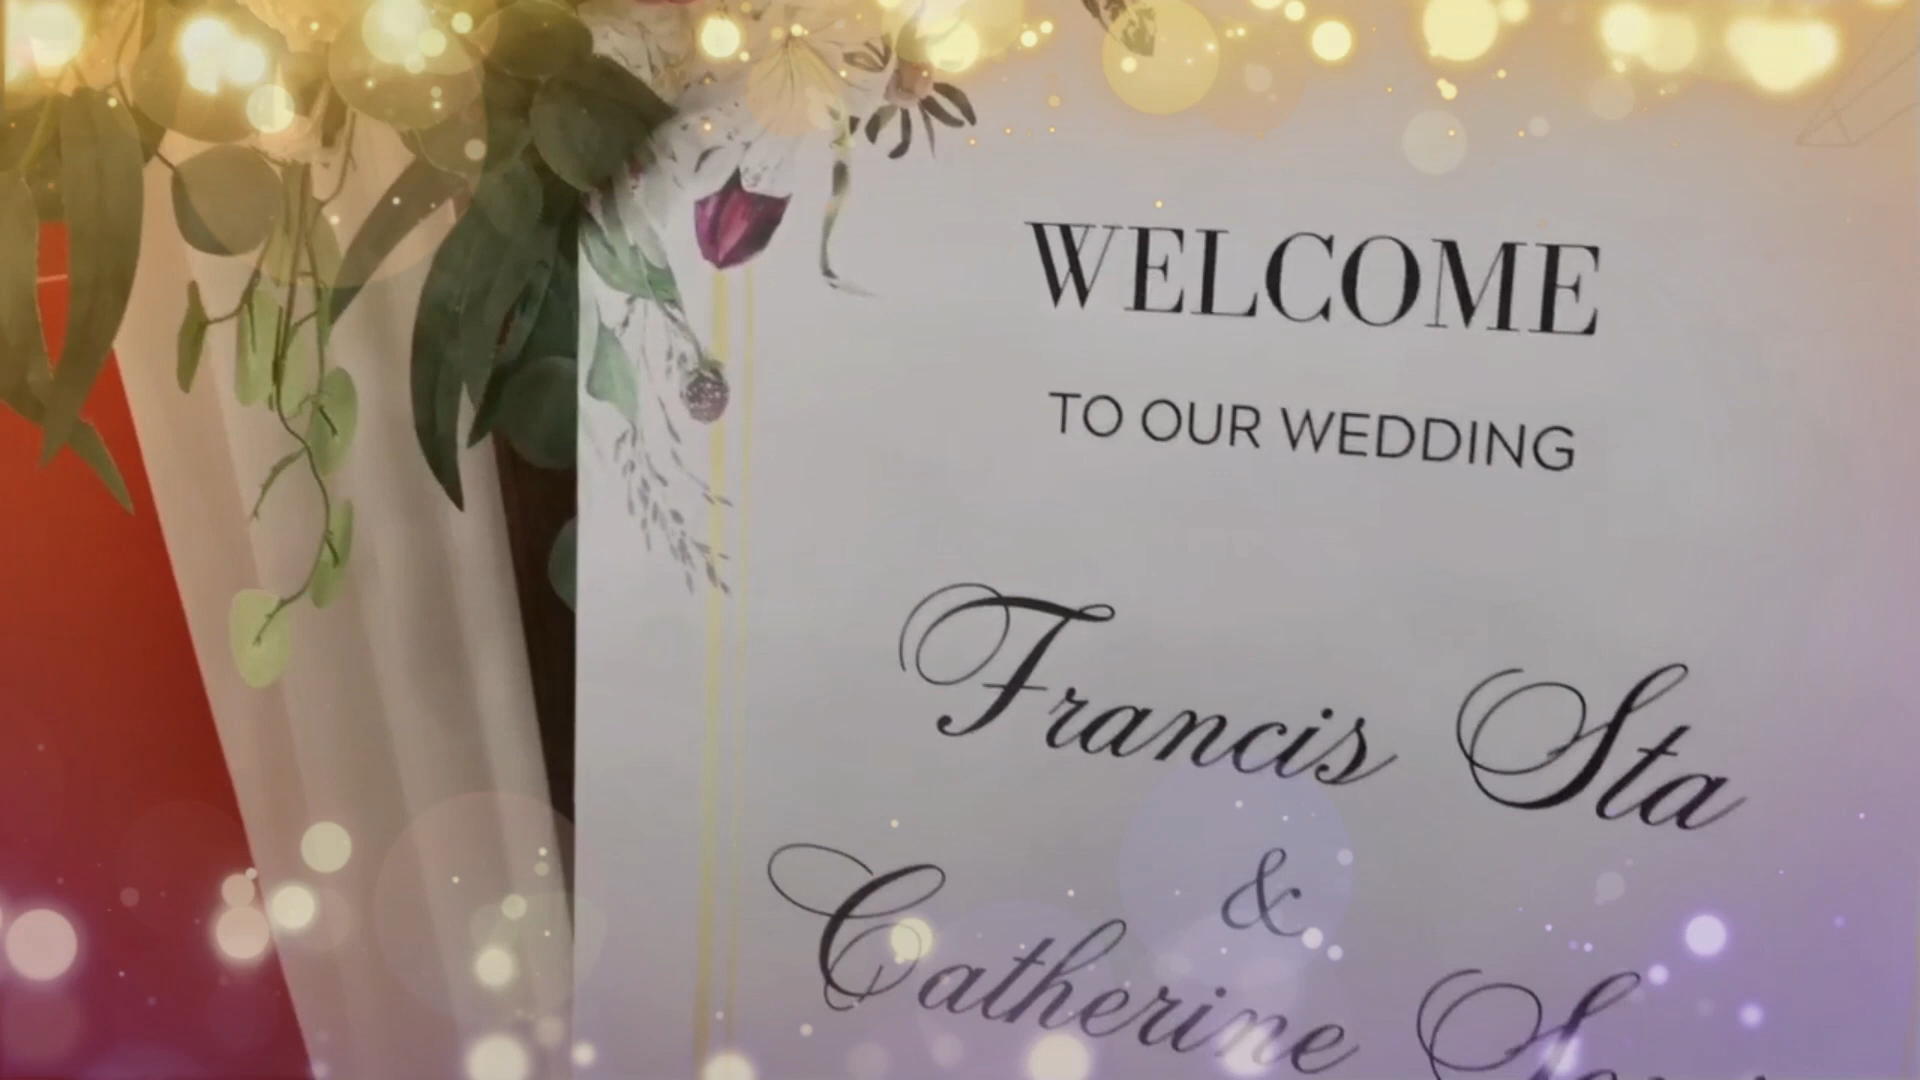 WELCOME
TO OUR WEDDING
Francis Sta
&
Catherine